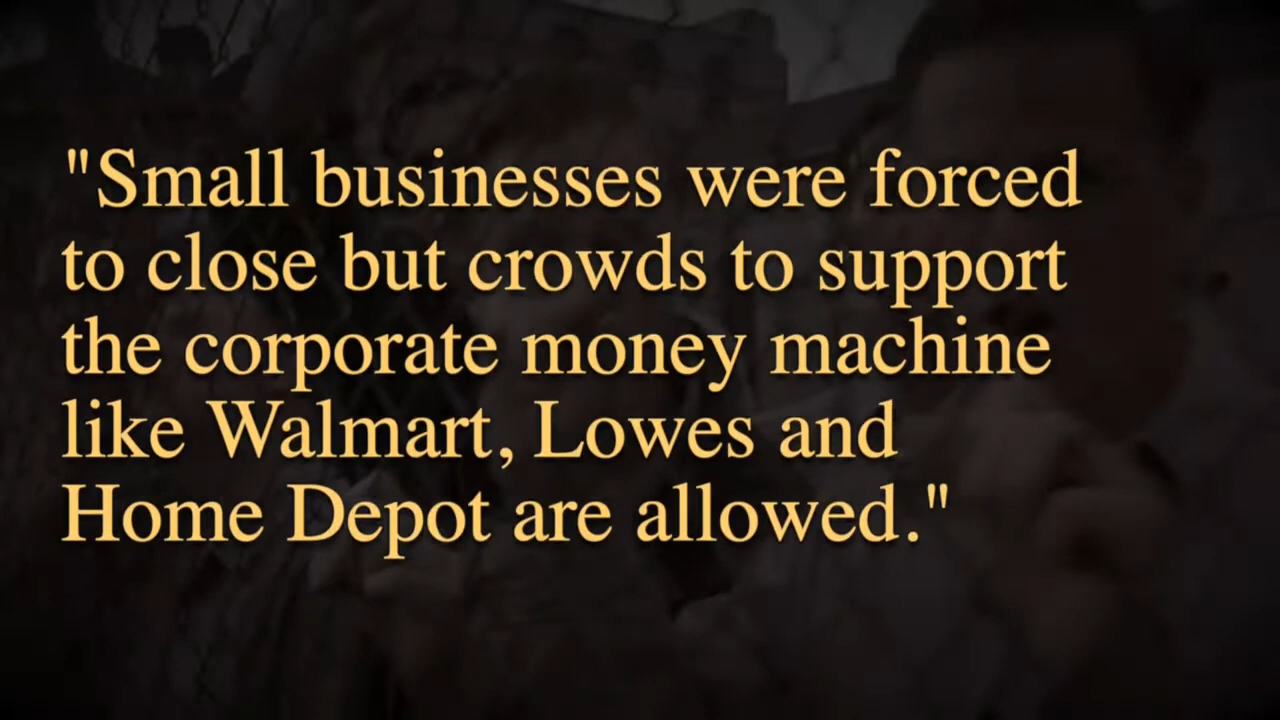 "Small businesses were forced
to close but crowds to support
the corporate money machine
like Walmart, Lowes and
Home Depot are allowed."